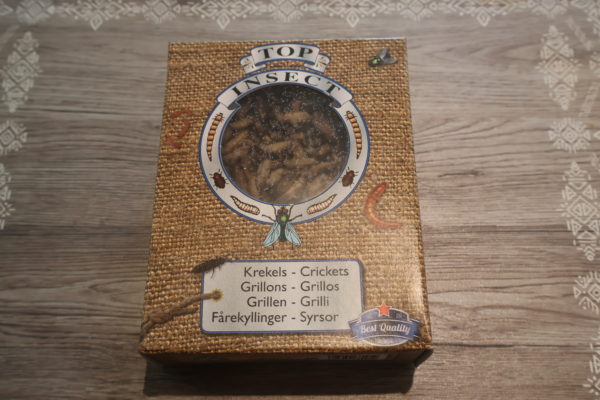 TOP
INSECT
Krekels - Crickets
Grillons - Grillos
Grillen - Grilli
Fårekyllinger - Syrsor
Best Quality